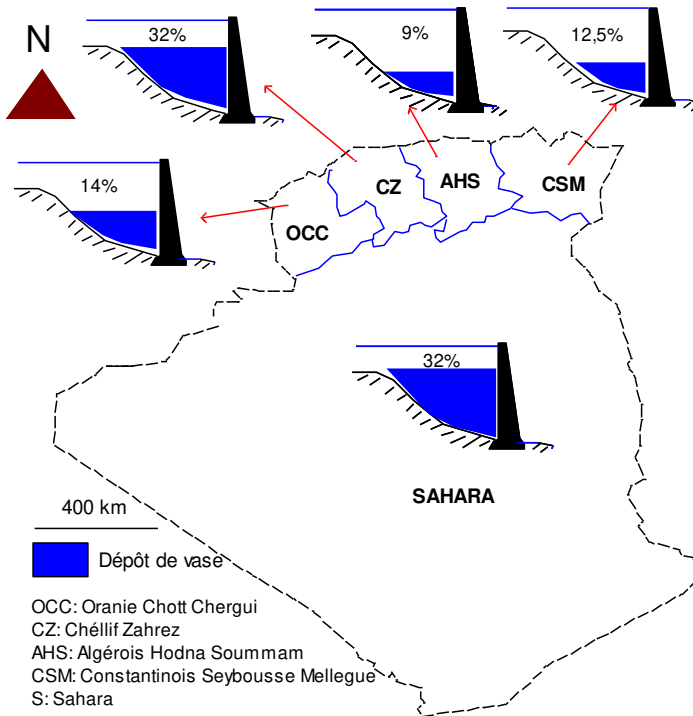 N
32%
9%
12,5%
14%
CZ
AHS
CSM
OCC
32%
SAHARA
400 km
Dépôt de vase
OCC: Oranie Chott Chergui
CZ: Chéllif Zahrez
AHS: Algérois Hodna Soummam
CSM: Constantinois Seybousse Mellegue
S: Sahara